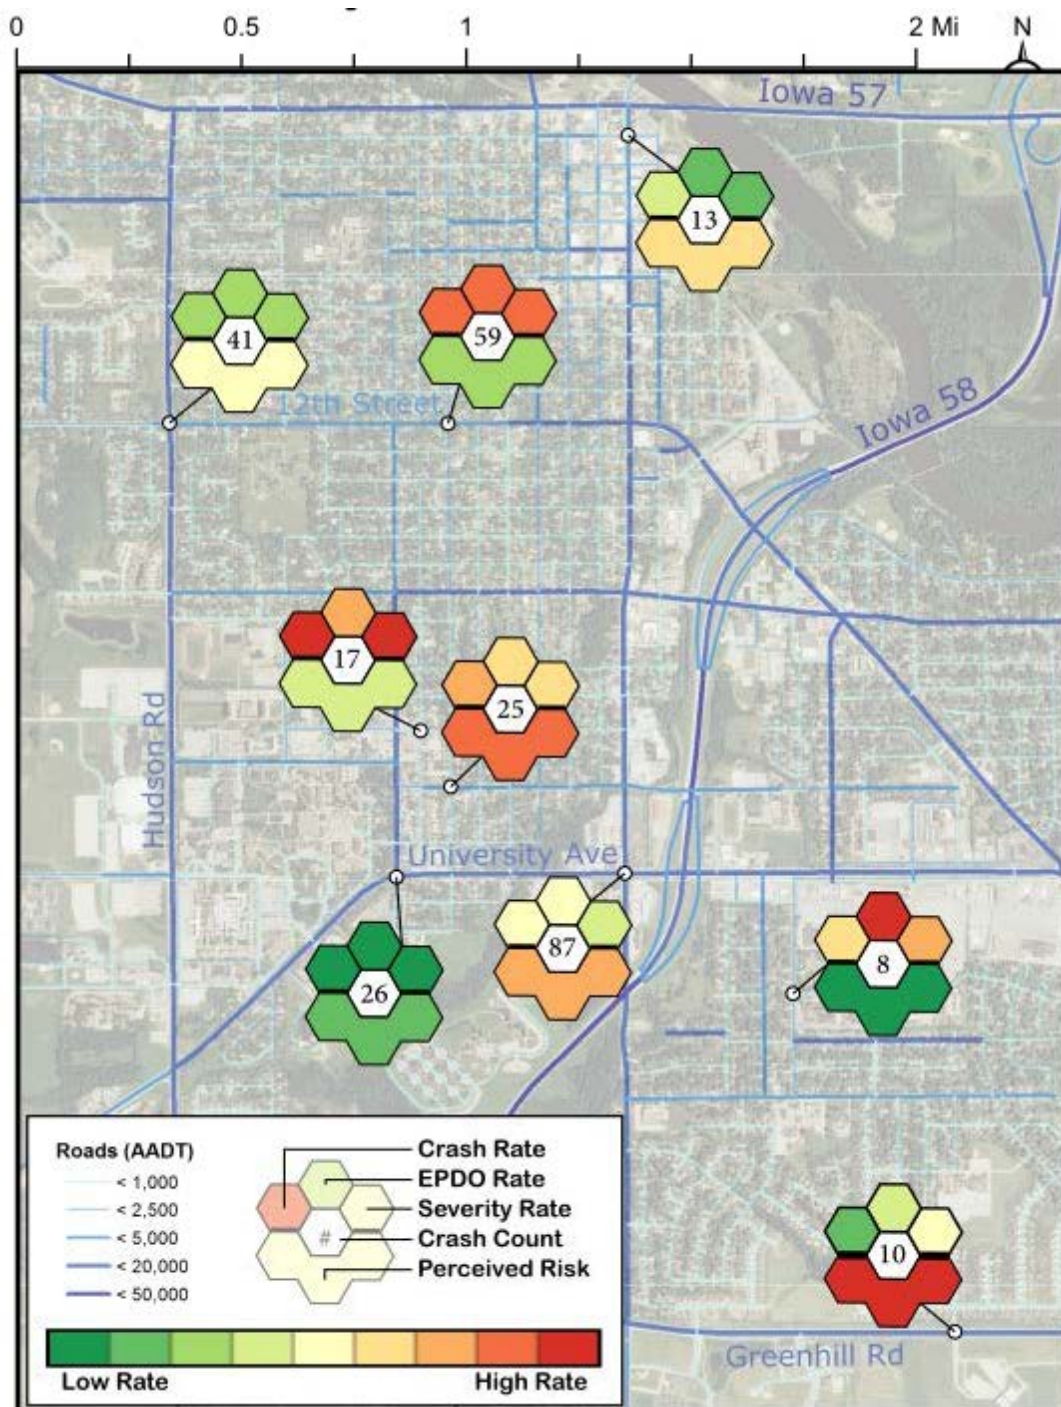 0 0.5 1 2 Mi N
Iowa 57
13
41
59
12th Street
Iowa 58
17
25
Hudson Rd
University Ave
87
8
26
Roads (AADT)
< 1,000
< 2,500
< 5,000
< 20,000
< 50,000
Crash Rate
EPDO Rate
Severity Rate
#
Crash Count
Perceived Risk
10
Low Rate High Rate
Greenhill Rd